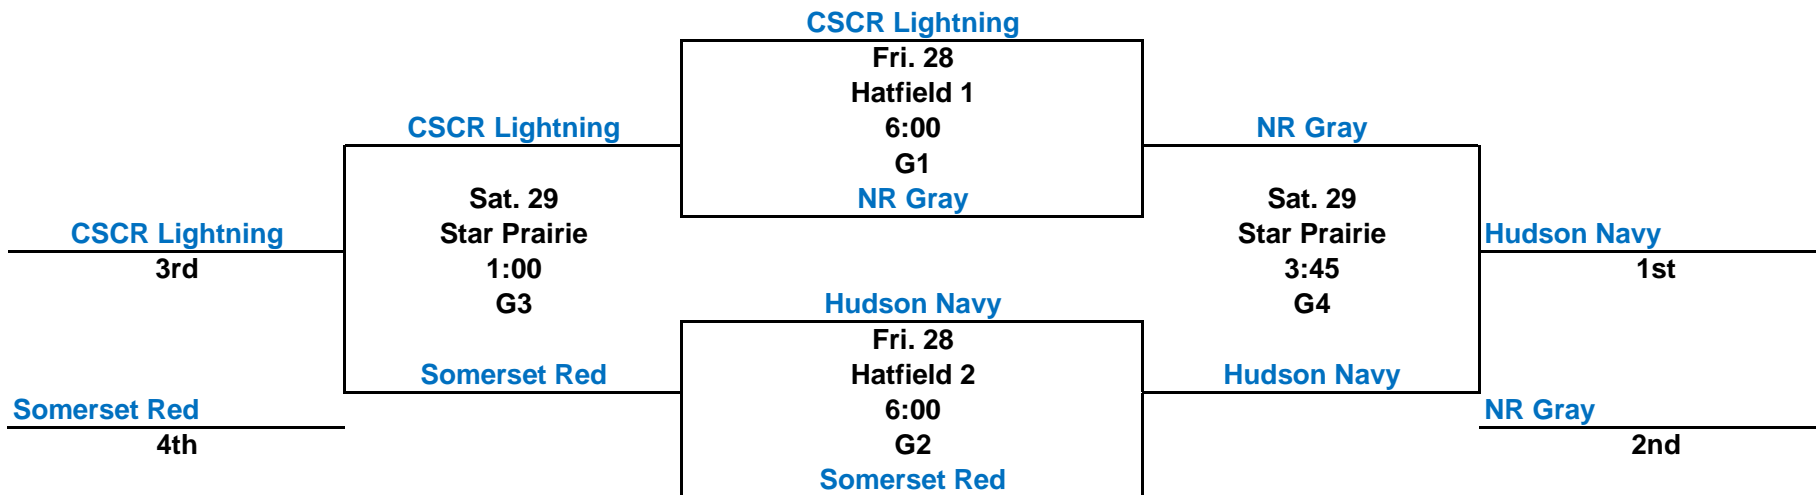 CSCR Lightning
Fri. 28
Hatfield 1
CSCR Lightning
6:00
NR Gray
G1
Sat. 29
NR Gray
Sat. 29
CSCR Lightning
Star Prairie
Star Prairie
Hudson Navy
3rd
1:00
3:45
1st
G3
Hudson Navy
G4
Fri. 28
Somerset Red
Hatfield 2
Hudson Navy
Somerset Red
6:00
NR Gray
4th
G2
2nd
Somerset Red